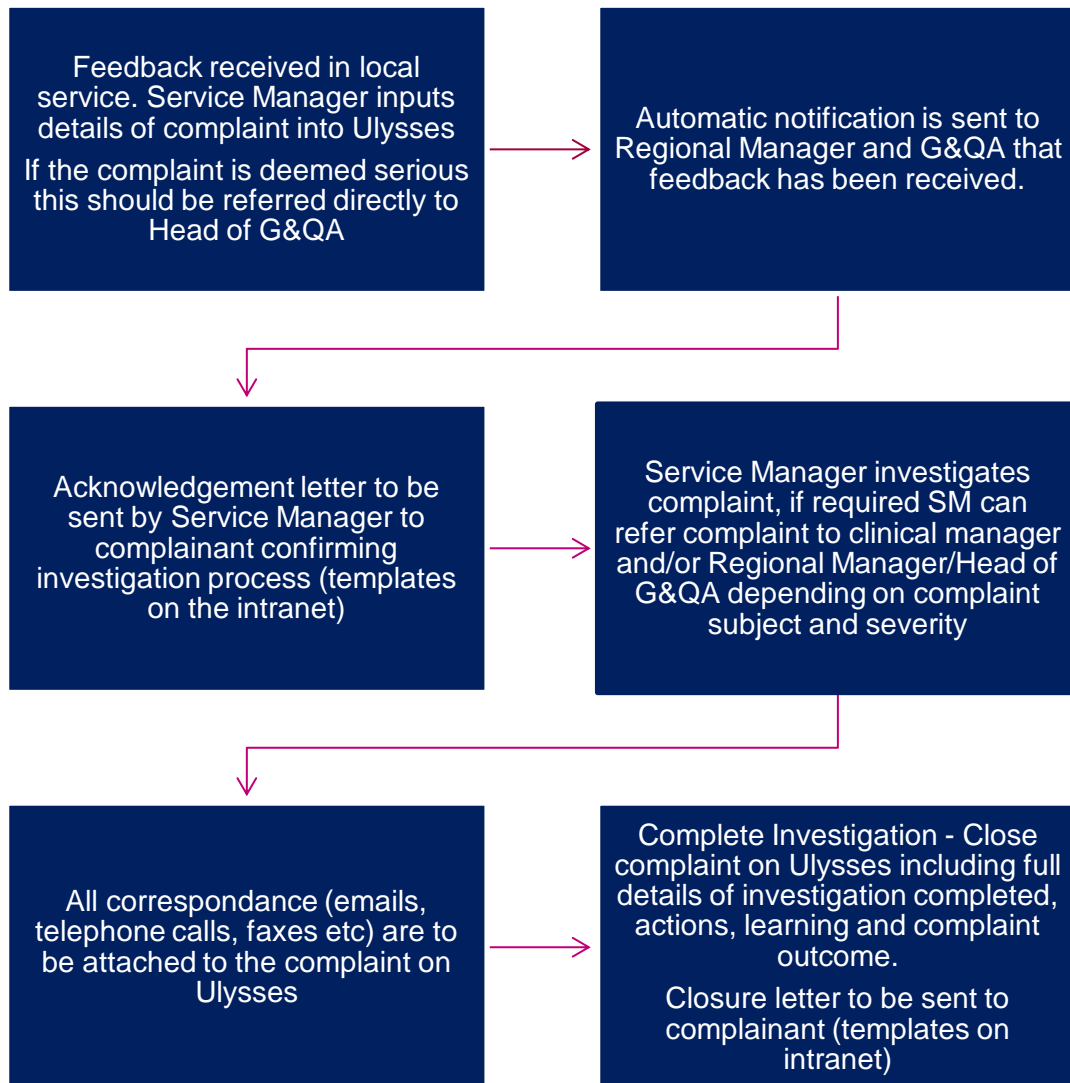 Feedback received in local
service. Service Manager inputs
details of complaint into Ulysses
If the complaint is deemed serious
this should be referred directly to
Head of G&QA
Automatic notification is sent to
Regional Manager and G&QA that
feedback has been received.
Acknowledgement letter to be
sent by Service Manager to
complainant confirming
investigation process (templates
on the intranet)
Service Manager investigates
complaint, if required SM can
refer complaint to clinical manager
and/or Regional Manager/Head of
G&QA depending on complaint
subject and severity
All correspondance (emails,
telephone calls, faxes etc) are to
be attached to the complaint on
Ulysses
Complete Investigation - Close
complaint on Ulysses including full
details of investigation completed,
actions, learning and complaint
outcome.
Closure letter to be sent to
complainant (templates on
intranet)